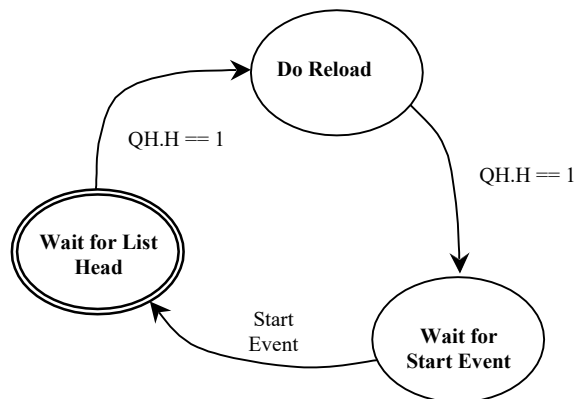 Do Reload
QH.H == 1
QH.H == 1
Wait for List
Head
Start
Event
Wait for
Start Event